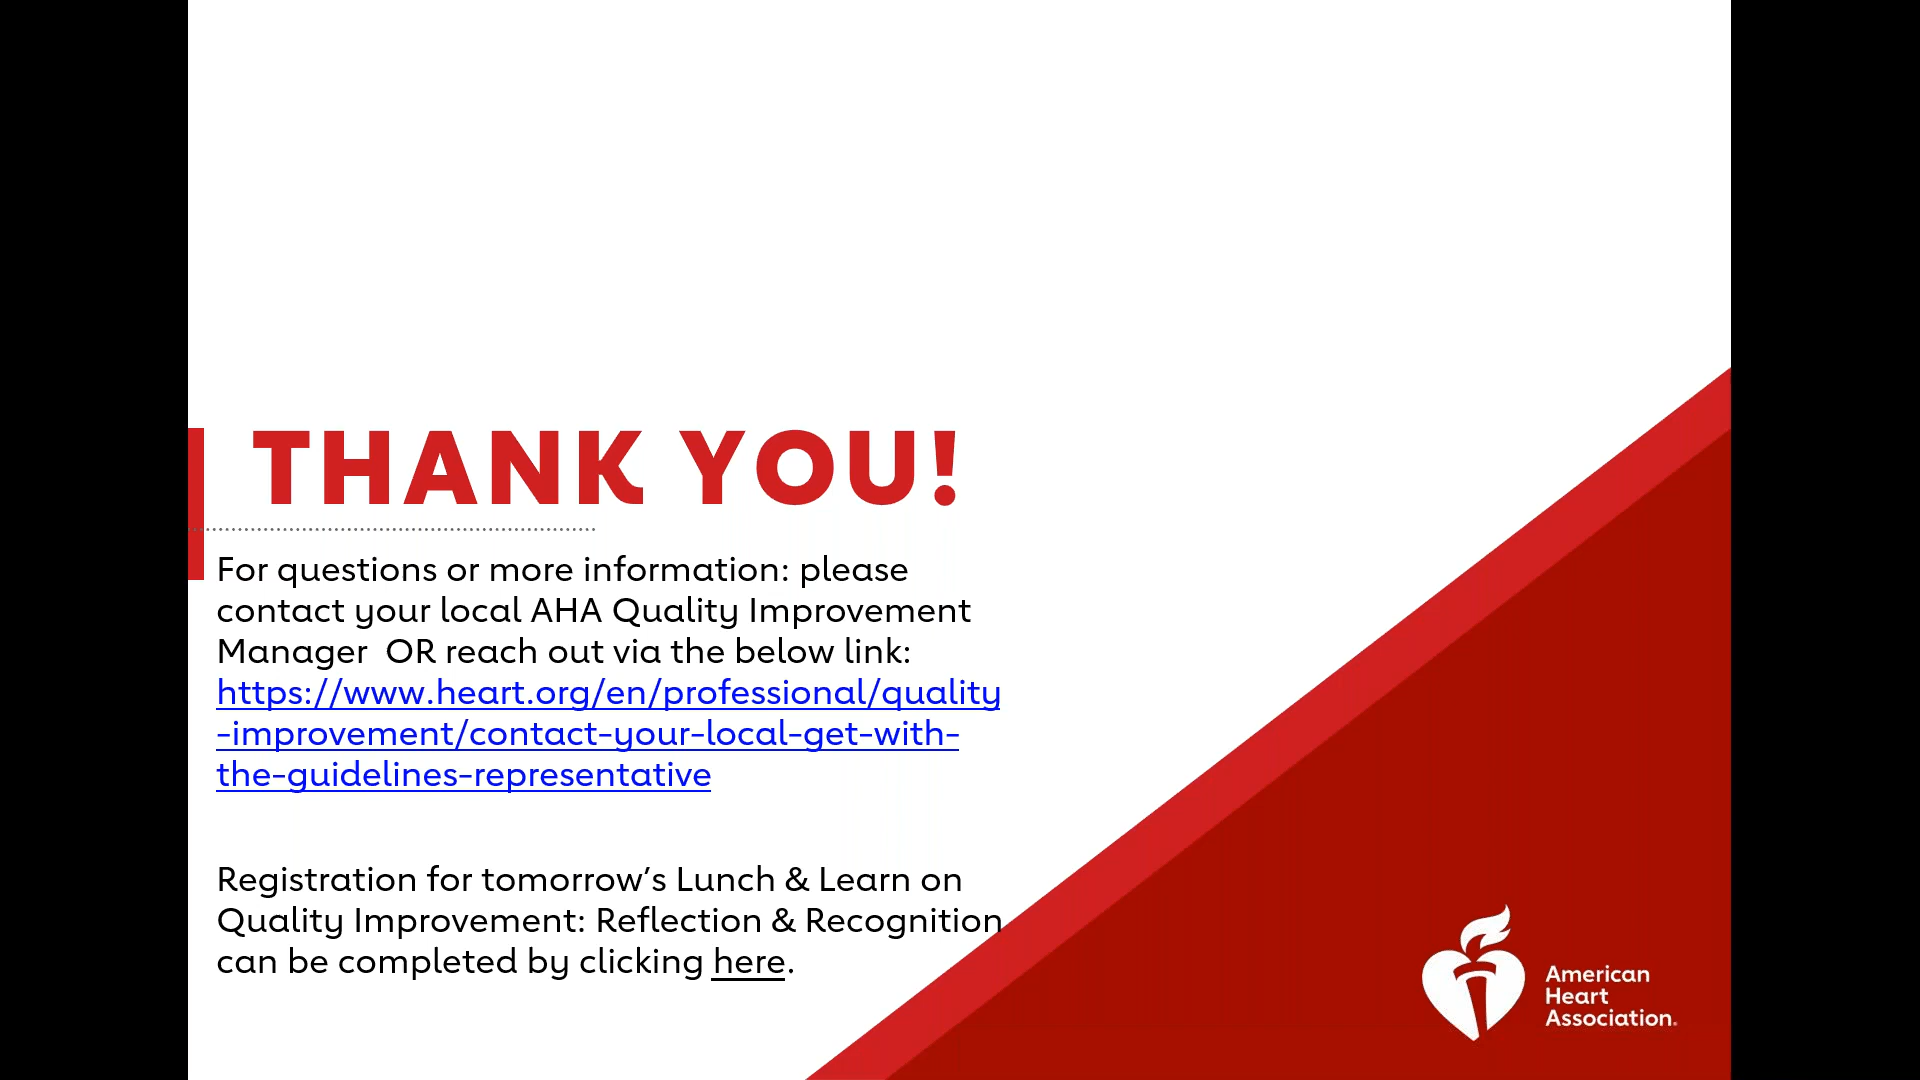 THANK YOU!
For questions or more information: please
contact your local AHA Quality Improvement
Manager  OR reach out via the below link:
https://www.heart.org/en/professional/quality
-improvement/contact-your-local-get-with-
the-guidelines-representative
Registration for tomorrow’s Lunch & Learn on
Quality Improvement: Reflection & Recognition
can be completed by clicking here.
American
Heart
Association.